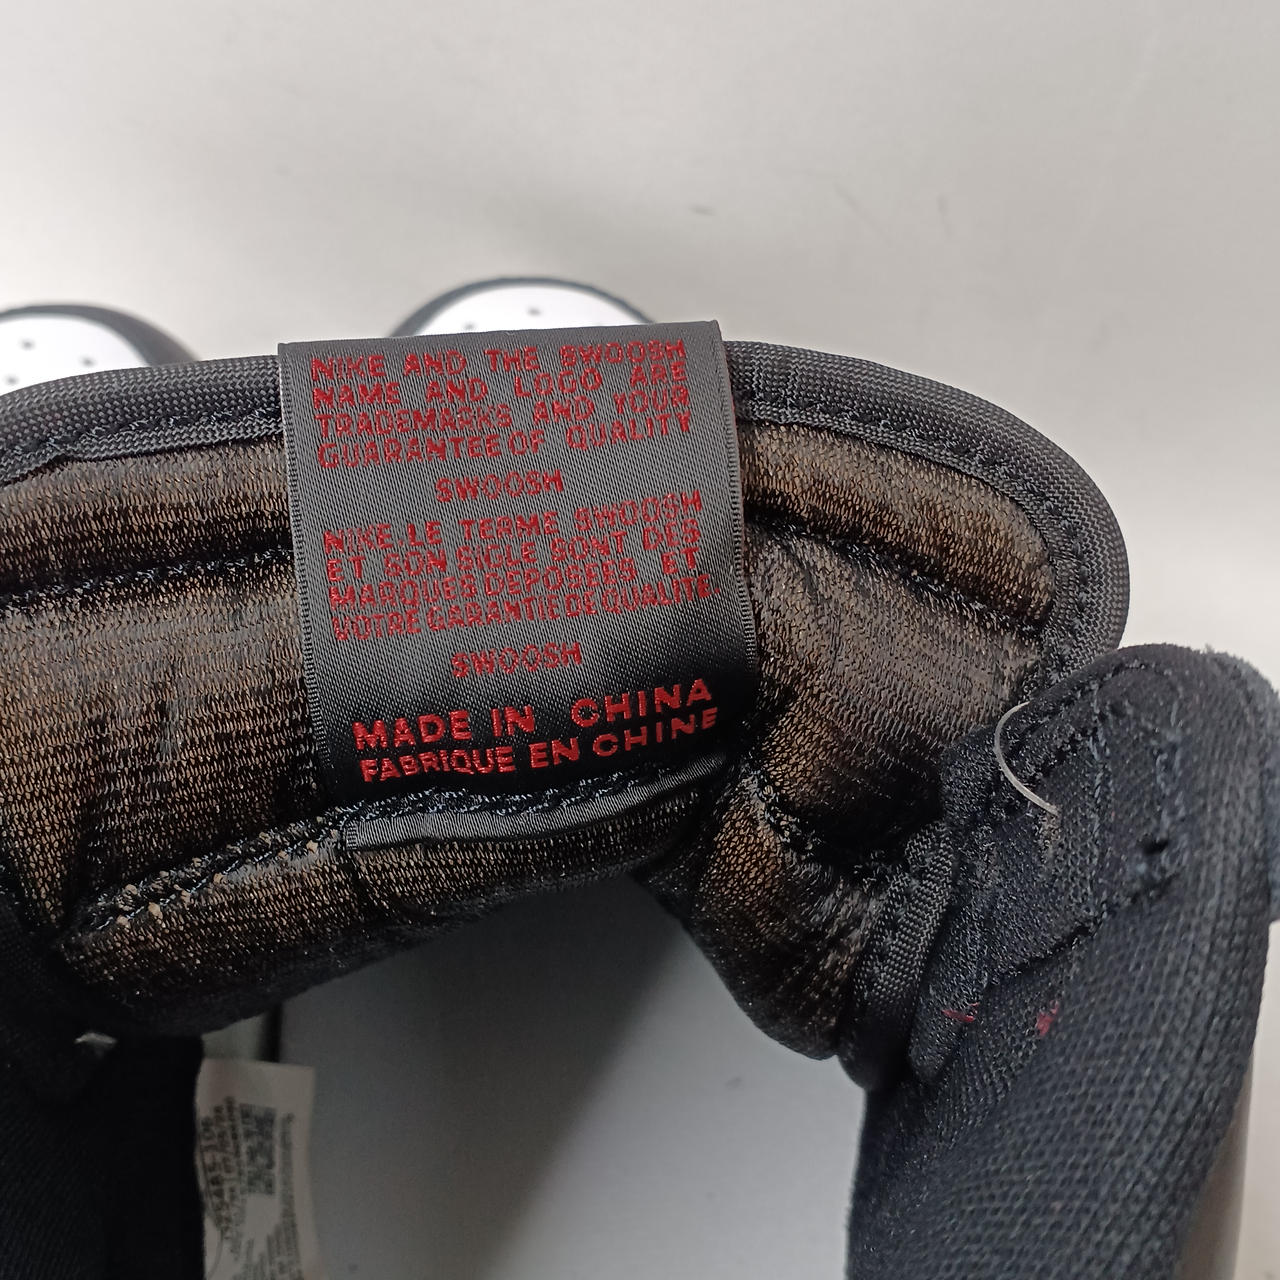 NIKE AND THE SWOOSH
NAME AND LOGO ARE
TRADEMARKS AND YOUR
GUARANTEE OF QUALITY
SWOOSH
NIKE, LE TERME SWOOSH
ET SON SIGLE SONT DES
MARQUES DEPOSEES ET
VOTRE GARANTIE DE QUALITE.
SWOOSH
MADE IN CHINA
FABRIQUE EN CHINE